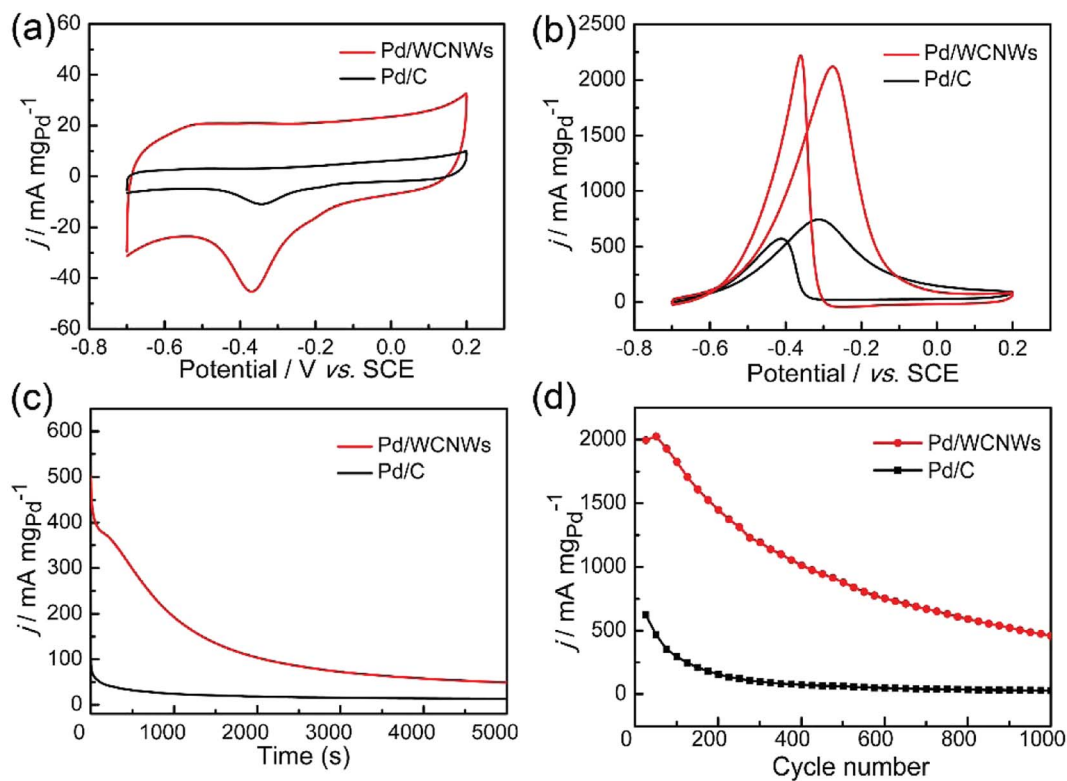 (a)
60
40
20
0
-20
-40
-60
j / mA mgPd-1
Pd/WCNWs
Pd/C
-0.8 -0.6 -0.4 -0.2 0.0 0.2
Potential / V vs. SCE
(b)
2500
2000
1500
1000
500
0
j / mA mgPd-1
Pd/WCNWs
Pd/C
-0.8 -0.6 -0.4 -0.2 0.0 0.2
Potential / vs. SCE
(c)
600
500
400
300
200
100
0
j / mA mgPd-1
Pd/WCNWs
Pd/C
1000 2000 3000 4000 5000
Time (s)
(d)
2000
1500
1000
500
0
j / mA mgPd-1
Pd/WCNWs
Pd/C
0 200 400 600 800 1000
Cycle number